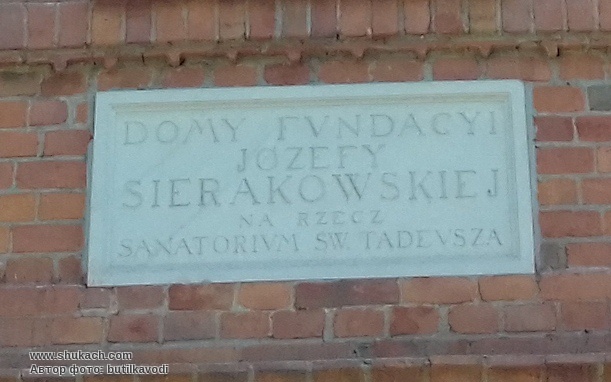 DOMY FVNDACYI
JÓZEFY
SIERAKOWSKIEJ
NA RZECZ
SANATORIVM ŚW. TADEVSZA
www.shukach.com
Автор фото: butilkavodi